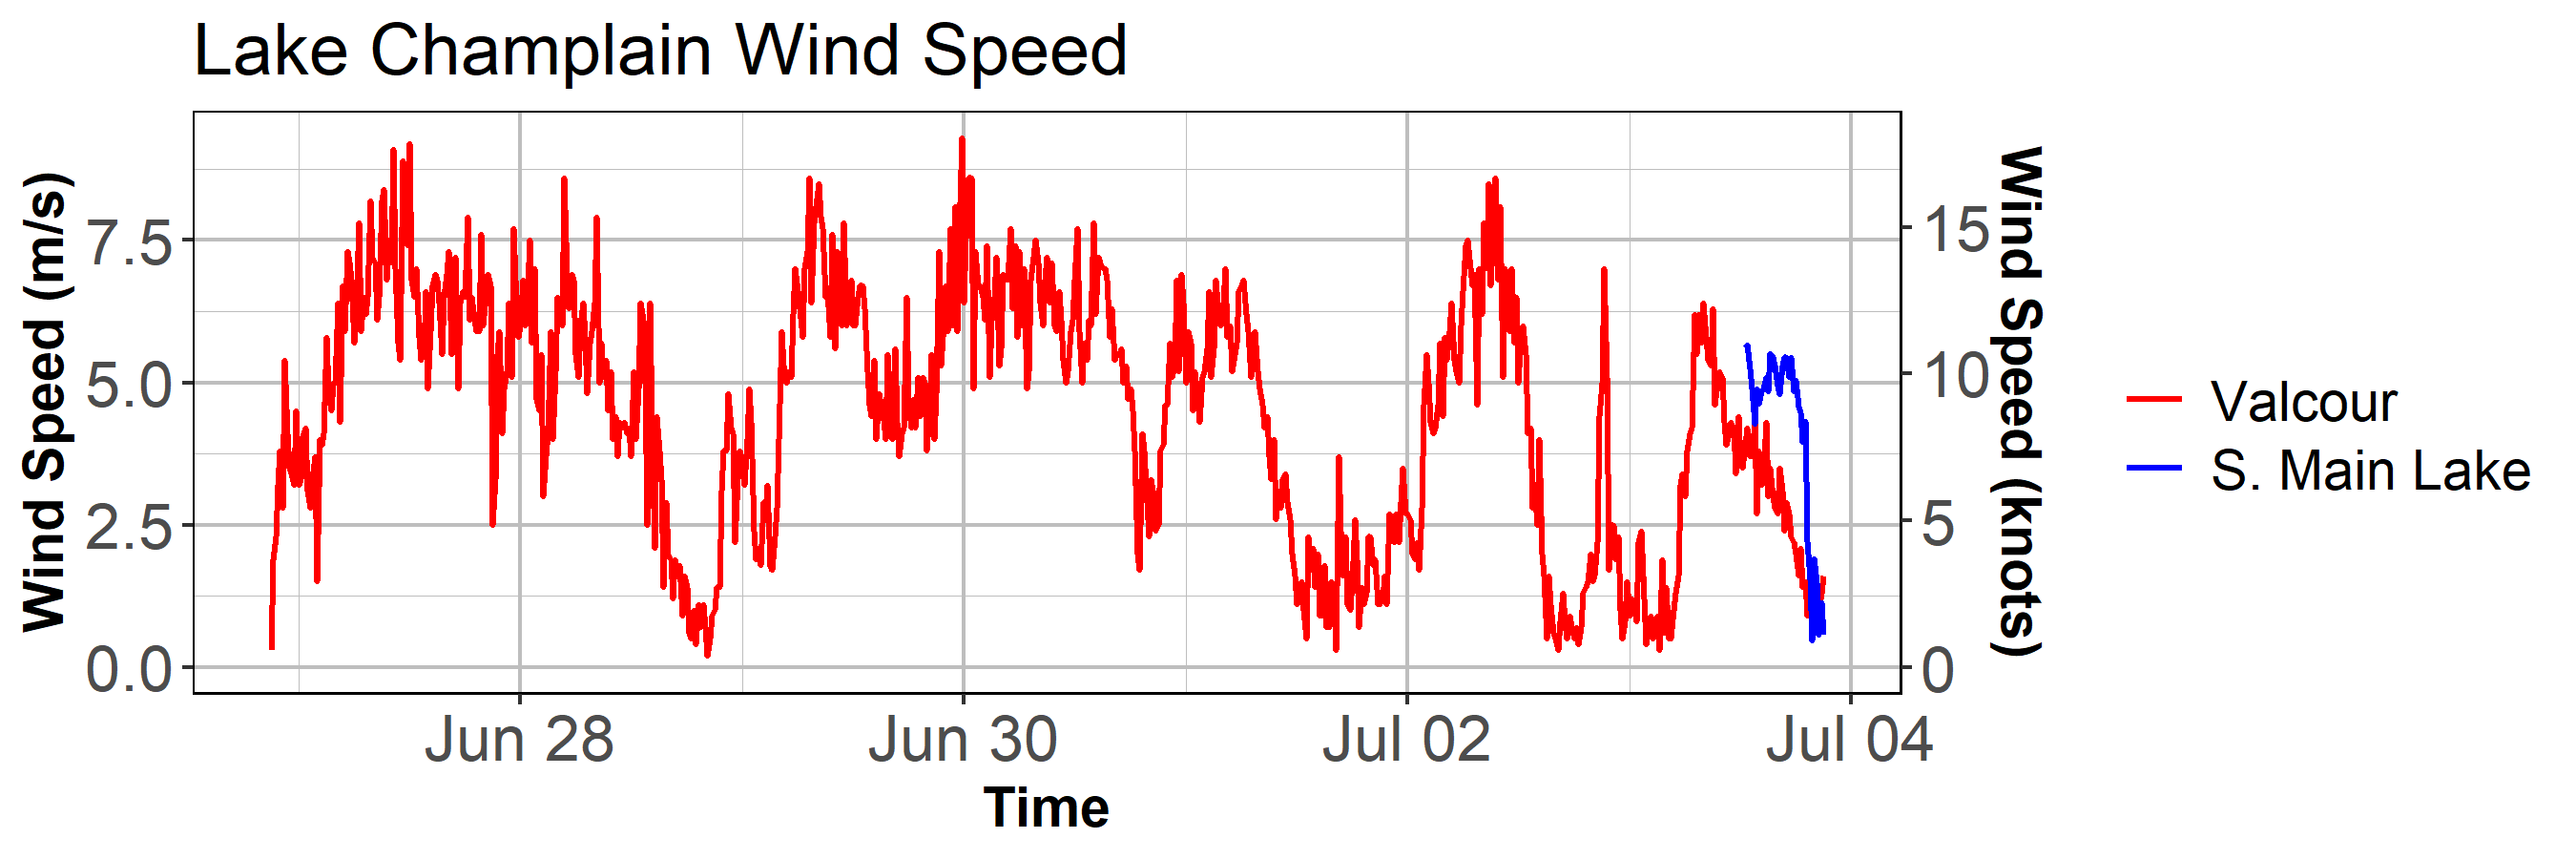 Lake Champlain Wind Speed
Wind Speed (m/s)
7.5
5.0
2.5
0.0
15
10
5
0
Wind Speed (knots)
Jun 28
Jun 30
Jul 02
Jul 04
Time
Valcour
S. Main Lake